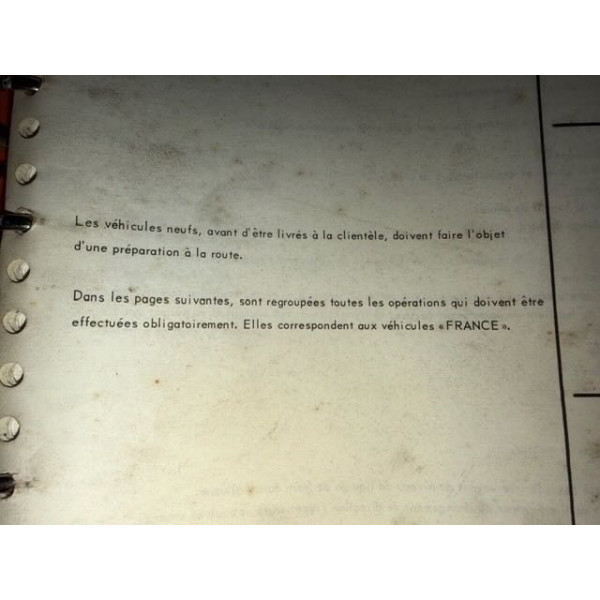 Les véhicules neufs, avant d'être livrés à la clientèle, doivent faire l'objet
d'une préparation à la route.
Dans les pages suivantes, sont regroupées toutes les opérations qui doivent être
effectuées obligatoirement. Elles correspondent aux véhicules «FRANCE».